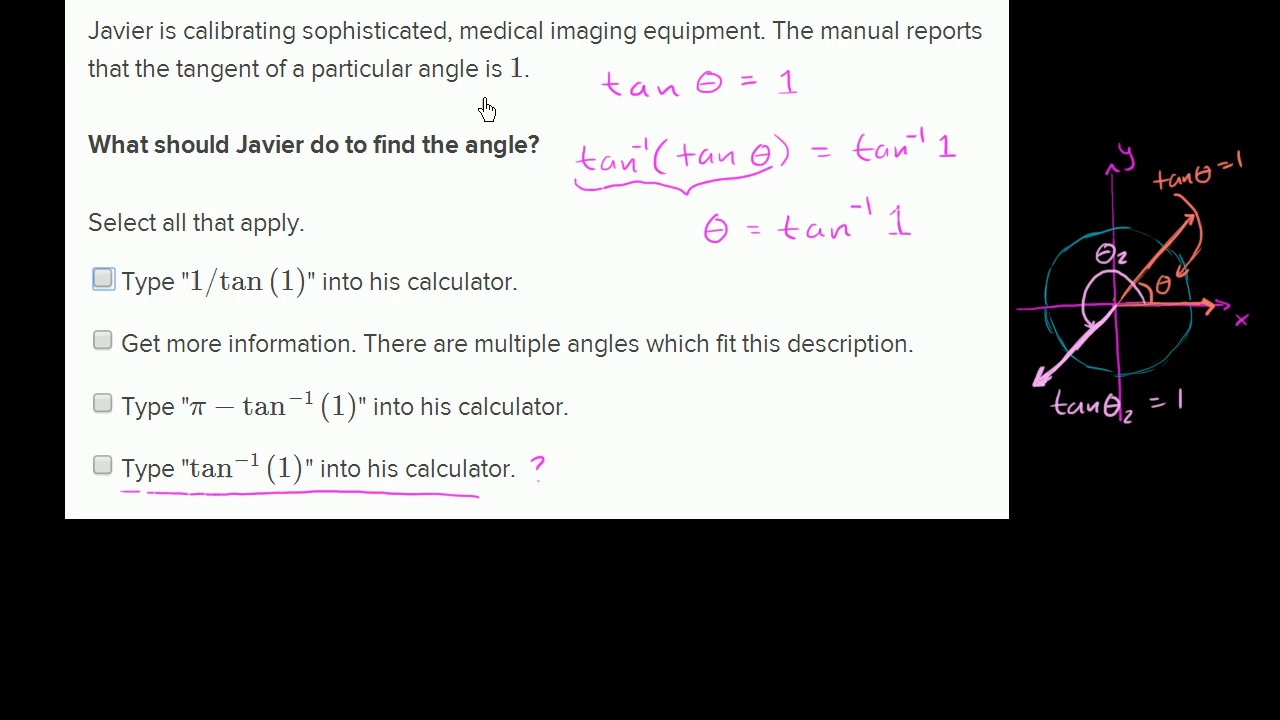 Javier is calibrating sophisticated, medical imaging equipment. The manual reports
that the tangent of a particular angle is 1.
tan θ = 1
What should Javier do to find the angle?
tan⁻¹(tan θ) = tan⁻¹ 1
Select all that apply.
θ = tan⁻¹ 1
Type "1/tan (1)" into his calculator.
Get more information. There are multiple angles which fit this description.
Type "π − tan⁻¹ (1)" into his calculator.
Type "tan⁻¹ (1)" into his calculator. ?
y
tanθ=1
θ₂
θ
x
tanθ₂ = 1